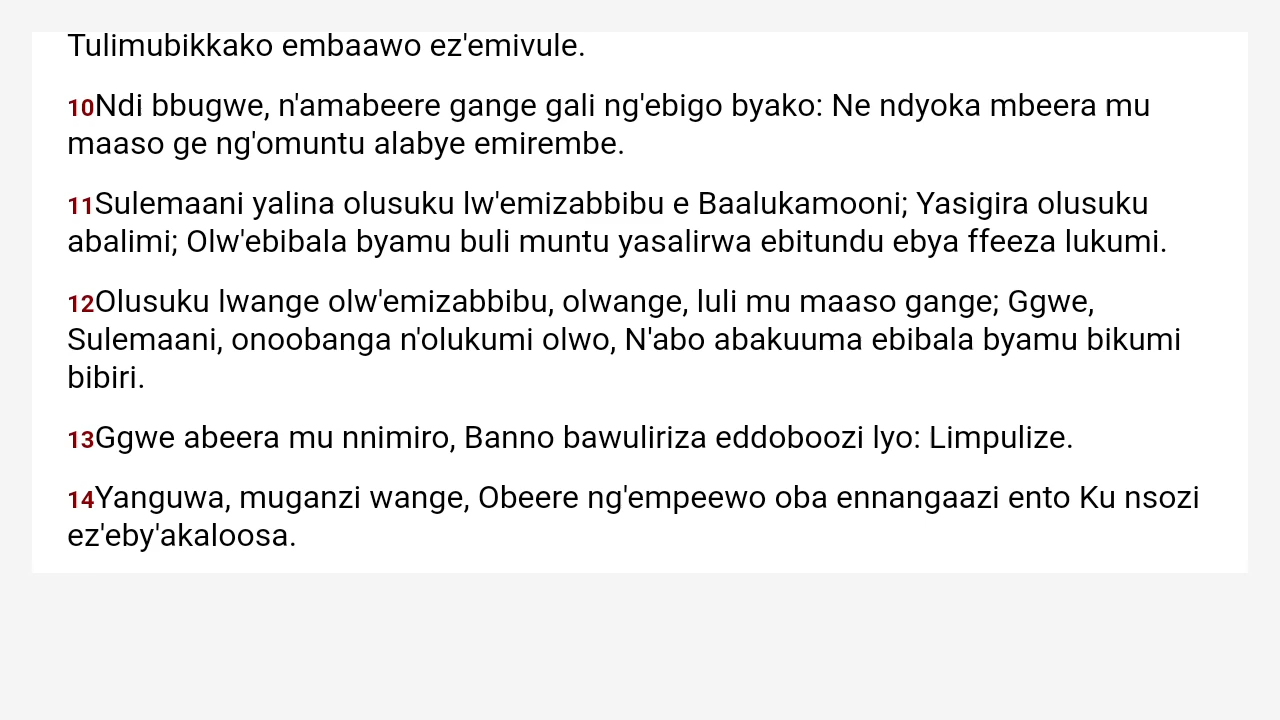 Tulimubikkako embaawo ez'emivule.
10Ndi bbugwe, n'amabeere gange gali ng'ebigo byako: Ne ndyoka mbeera mu
maaso ge ng'omuntu alabye emirembe.
11Sulemaani yalina olusuku lw'emizabbibu e Baalukamooni; Yasigira olusuku
abalimi; Olw'ebibala byamu buli muntu yasalirwa ebitundu ebya ffeeza lukumi.
12Olusuku lwange olw'emizabbibu, olwange, luli mu maaso gange; Ggwe,
Sulemaani, onoobanga n'olukumi olwo, N'abo abakuuma ebibala byamu bikumi
bibiri.
13Ggwe abeera mu nnimiro, Banno bawuliriza eddoboozi lyo: Limpulize.
14Yanguwa, muganzi wange, Obeere ng'empeewo oba ennangaazi ento Ku nsozi
ez'eby'akaloosa.